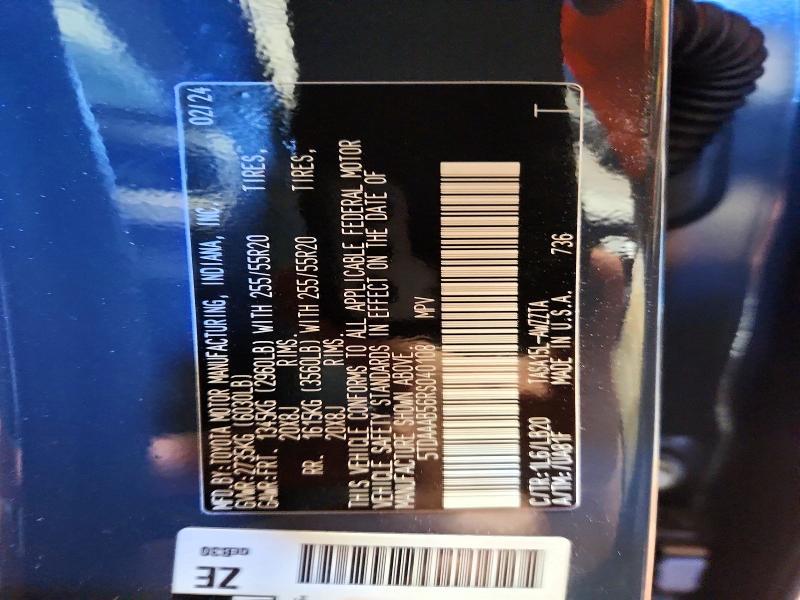 MFD.BY:TOYOTA MOTOR MANUFACTURING, INDIANA, INC. 02/24
GVWR:2735KG (6030LB)
GAWR:FRT. 1345KG (2960LB) WITH 255/55R20 TIRES,
20X8J RIMS,
RR. 1615KG (3560LB) WITH 255/55R20 TIRES,
20X8J RIMS.
THIS VEHICLE CONFORMS TO ALL APPLICABLE FEDERAL MOTOR
VEHICLE SAFETY STANDARDS IN EFFECT ON THE DATE OF
MANUFACTURE SHOWN ABOVE.
MPV
C/TR:1L6/LB20
A/TM:
MADE IN U.S.A. 736
T
ZE